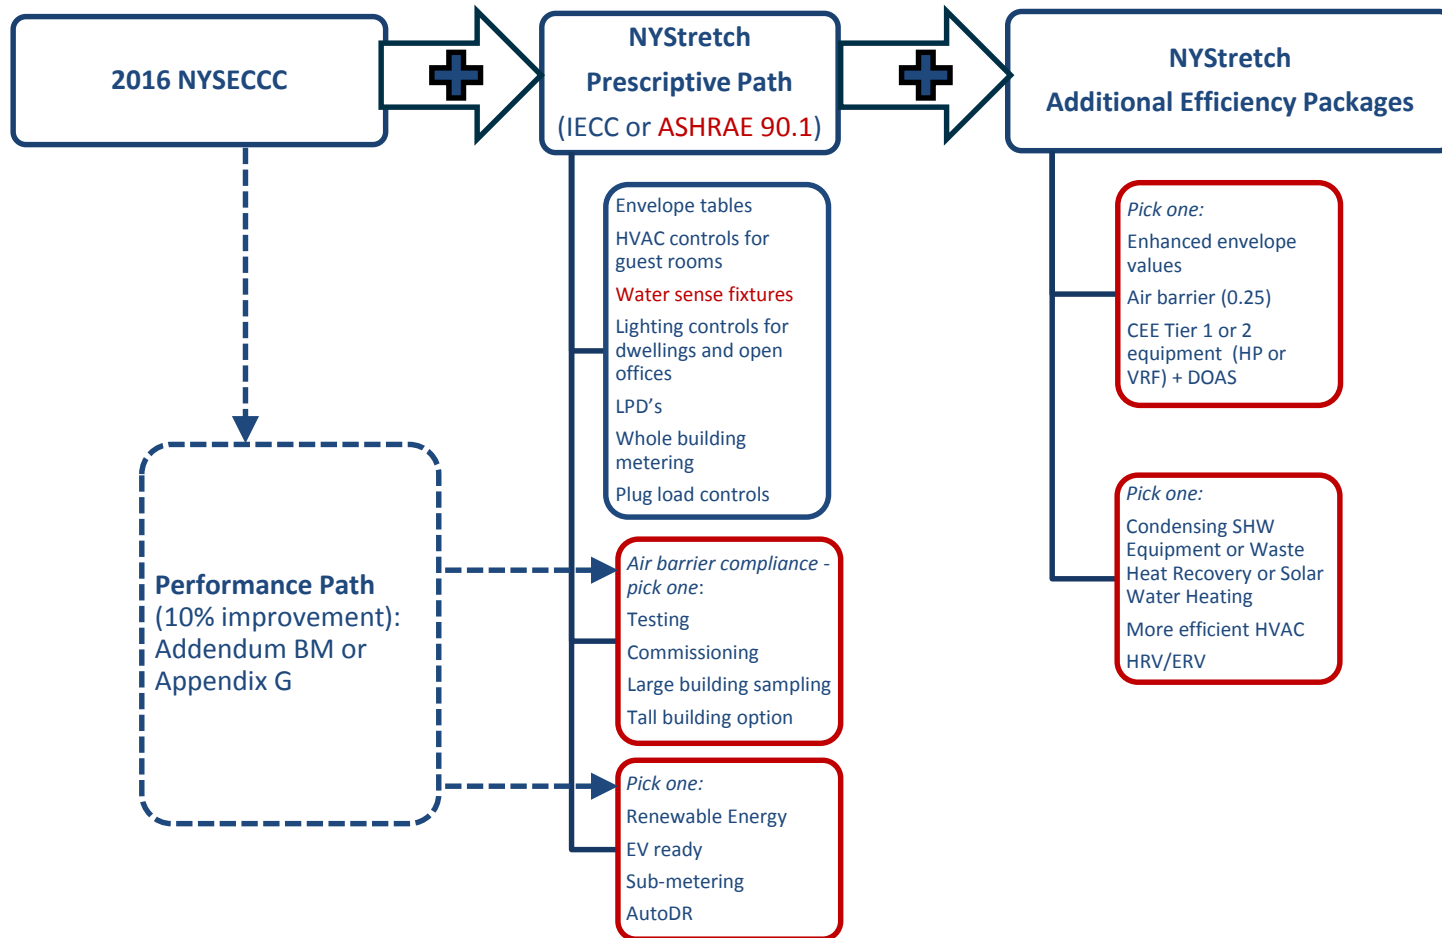 2016 NYSECCC
NYStretch
Prescriptive Path
(IECC or ASHRAE 90.1)
NYStretch
Additional Efficiency Packages
Envelope tables
HVAC controls for
guest rooms
Water sense fixtures
Lighting controls for
dwellings and open
offices
LPD's
Whole building
metering
Plug load controls
Pick one:
Enhanced envelope
values
Air barrier (0.25)
CEE Tier 1 or 2
equipment (HP or
VRF) + DOAS
Performance Path
(10% improvement):
Addendum BM or
Appendix G
Air barrier compliance -
pick one:
Testing
Commissioning
Large building sampling
Tall building option
Pick one:
Condensing SHW
Equipment or Waste
Heat Recovery or Solar
Water Heating
More efficient HVAC
HRV/ERV
Pick one:
Renewable Energy
EV ready
Sub-metering
AutoDR